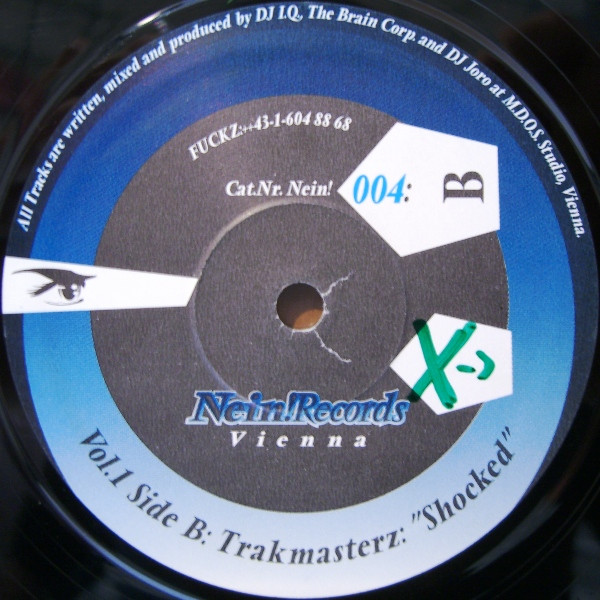 All Tracks are written, mixed and produced by DJ I.Q., The Brain Corp. and DJ Joro at M.D.O.S. Studio, Vienna.
FUCKZ:++43-1-604 88 68
Cat.Nr. Nein! 004: B
X
Nein!Records
Vienna
Vol.1 Side B: Trakmasterz: "Shocked"